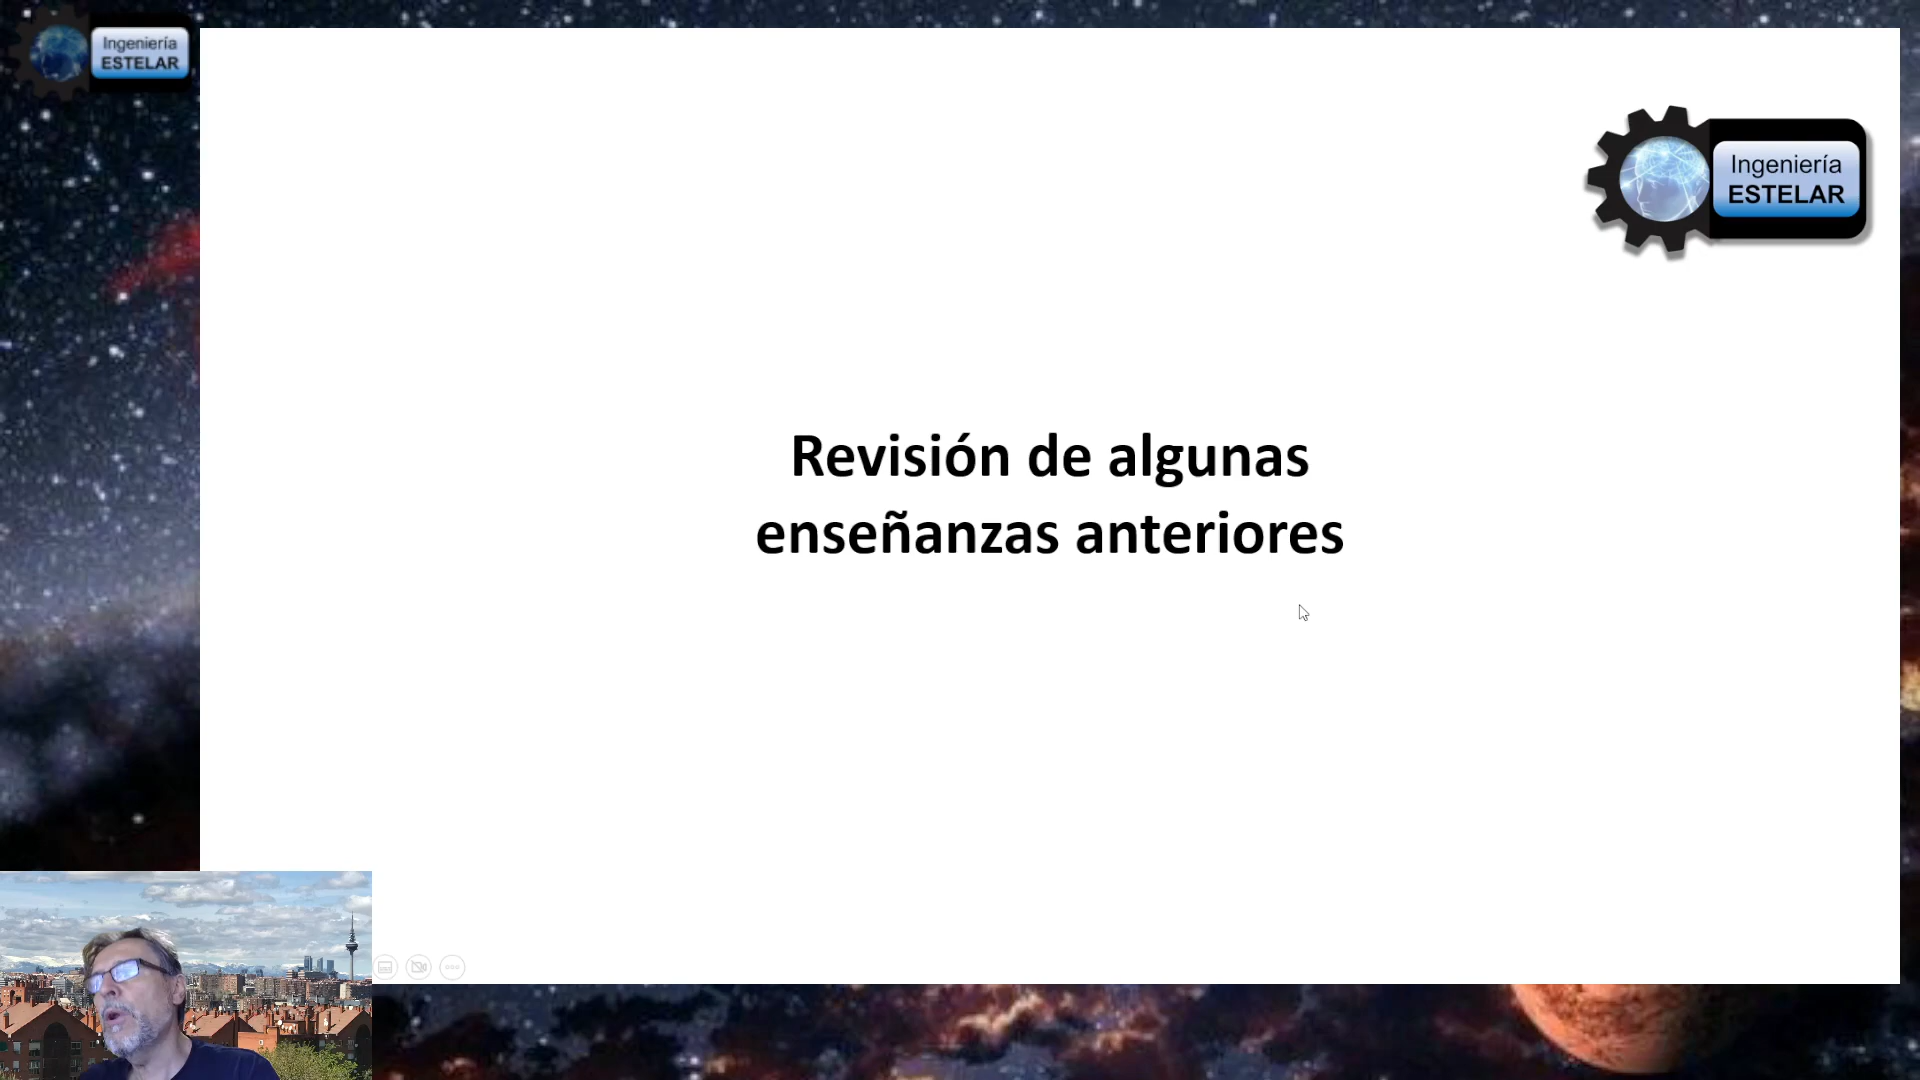 Ingeniería
ESTELAR
Ingeniería
ESTELAR
Revisión de algunas
enseñanzas anteriores